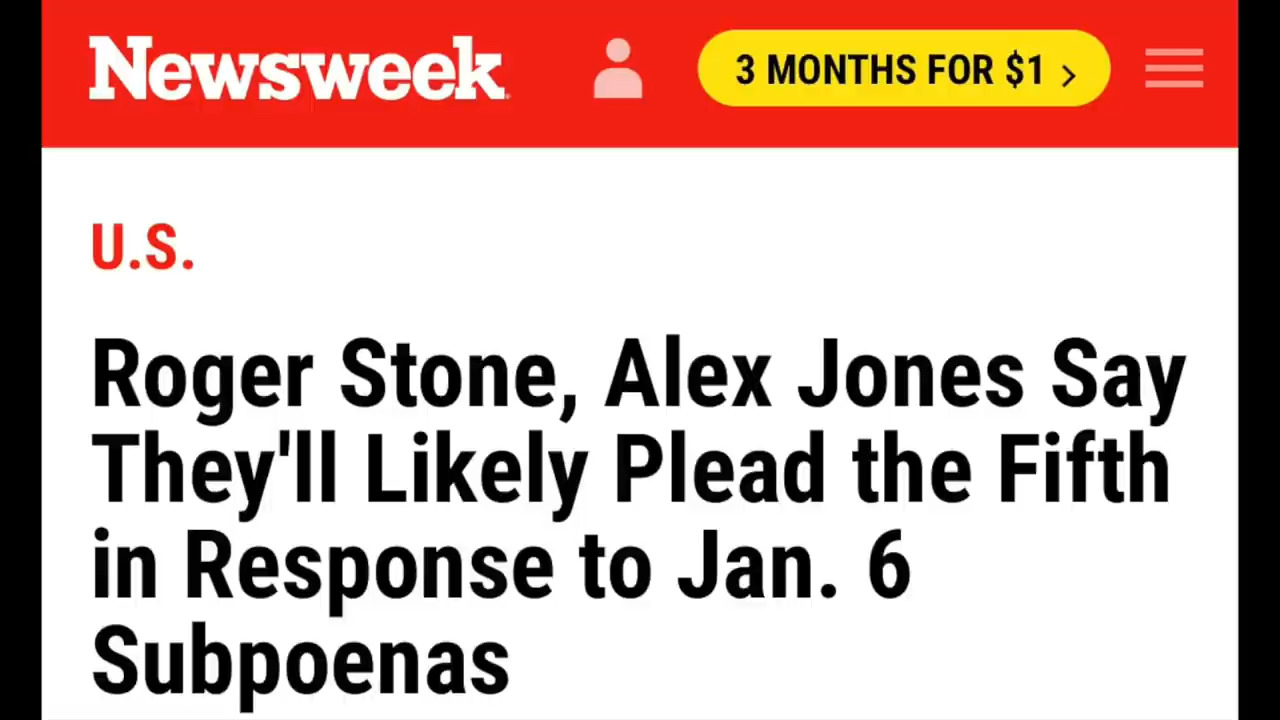 Newsweek
3 MONTHS FOR $1 >
U.S.
Roger Stone, Alex Jones Say
They'll Likely Plead the Fifth
in Response to Jan. 6
Subpoenas